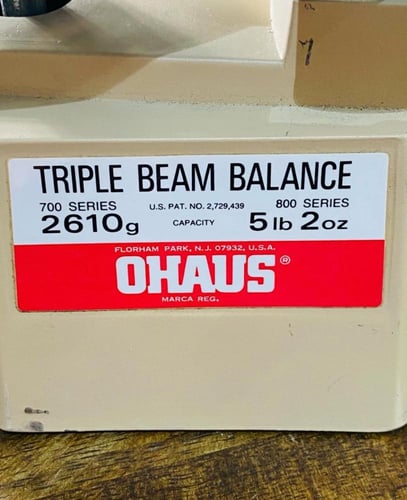 TRIPLE BEAM BALANCE
700 SERIES U.S. PAT. NO. 2,729,439 800 SERIES
2610g CAPACITY 5 lb 2 oz
FLORHAM PARK, N.J. 07932, U.S.A.
OHAUS®
MARCA REG.